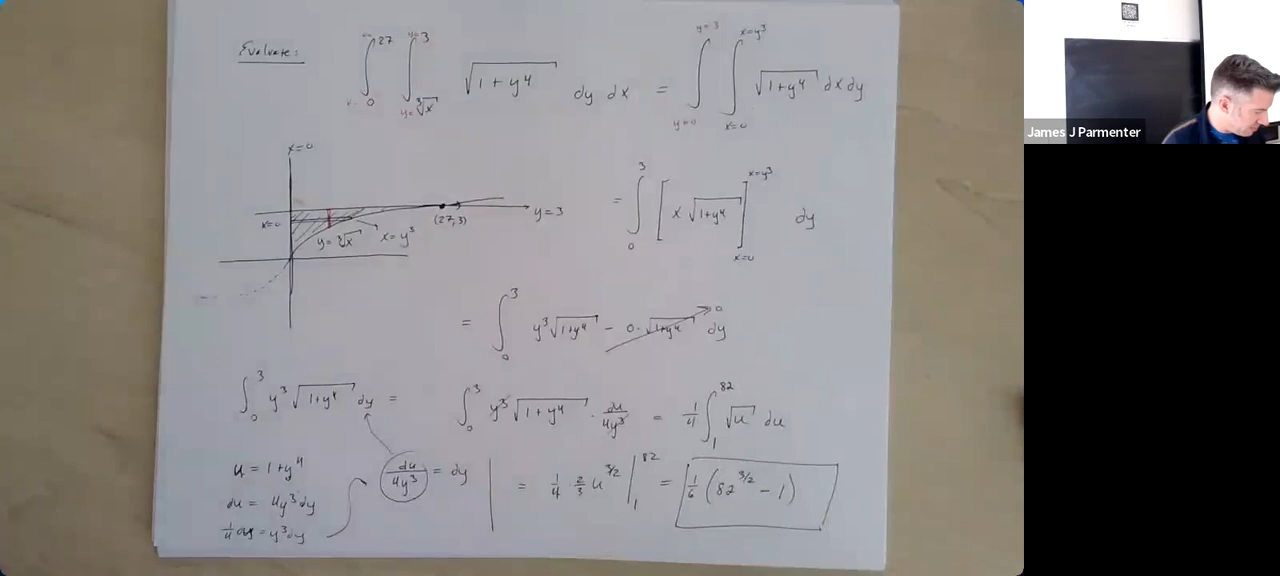 Evaluate:
∫_{x=0}^{x=27} ∫_{y=∛x}^{y=3} √(1+y⁴) dy dx = ∫_{y=0}^{y=3} ∫_{x=0}^{x=y³} √(1+y⁴) dx dy
x=0
= ∫_0^3 [x √(1+y⁴)]_{x=0}^{x=y³} dy
y=3
(27,3)
x=0
y=∛x
x=y³
= ∫_0^3 y³√(1+y⁴) - 0·√(1+y⁴) dy
0
∫_0^3 y³ √(1+y⁴) dy = ∫_0^3 y³ √(1+y⁴) · du/4y³ = 1/4 ∫_1^82 √u du
u = 1+y⁴
du = 4y³dy
1/4 du = y³dy
du/4y³ = dy
= 1/4 · 2/3 u^{3/2} |_1^82 = 1/6 (82^{3/2} - 1)
James J Parmenter